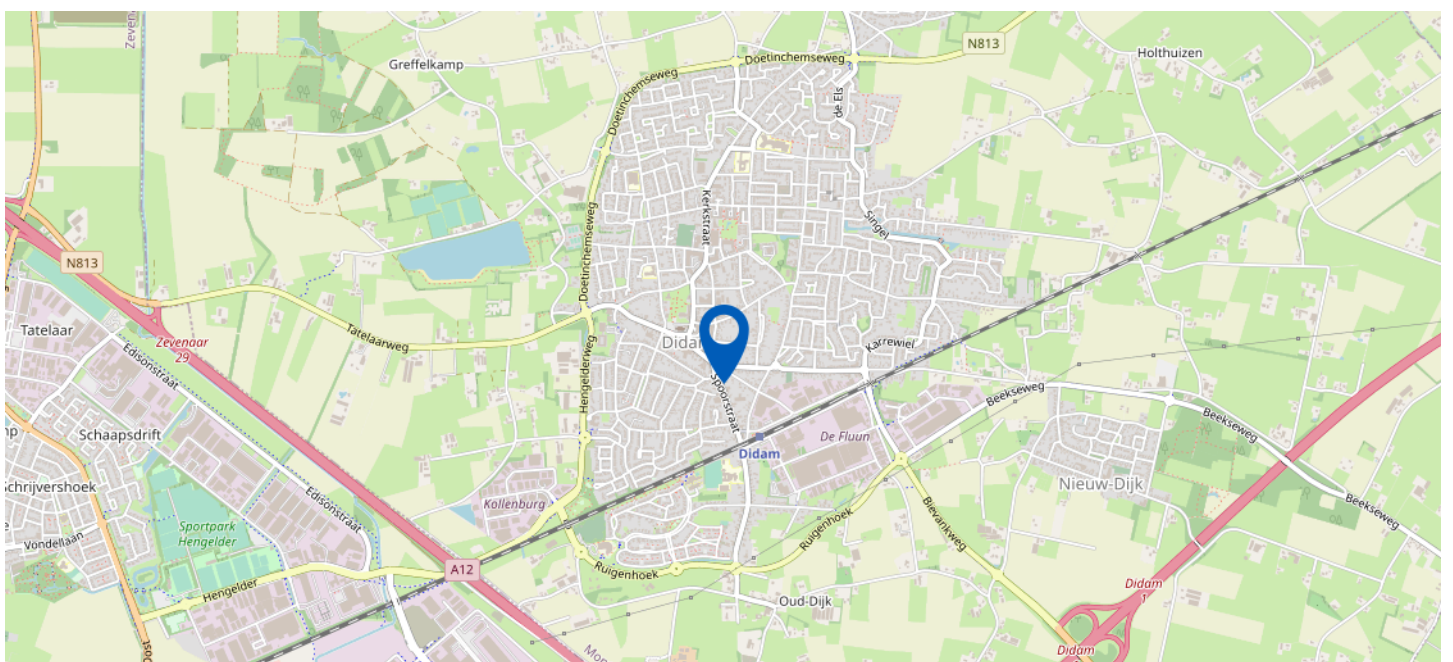 N813
Doetinchemseweg
Holthuizen
Greffelkamp
Doetinchemseweg
de Els
Kerkstraat
Singel
Doetinchemseweg
N813
Tatelaar
Zevenaar
29
Tatelaarweg
Edisonstraat
Didam
Karrewiel
Hengelderweg
Spoorstraat
Beekseweg
Beekseweg
Schaapsdrift
De Fluun
Didam
Nieuw-Dijk
Schrijvershoek
Edisonstraat
Kollenburg
Beekseweg
Sportpark
Hengelder
Vondellaan
Ruigenhoek
Bievankweg
A12
Ruigenhoek
Hengelder
Didam
1
Oud-Dijk
Oost
Didam